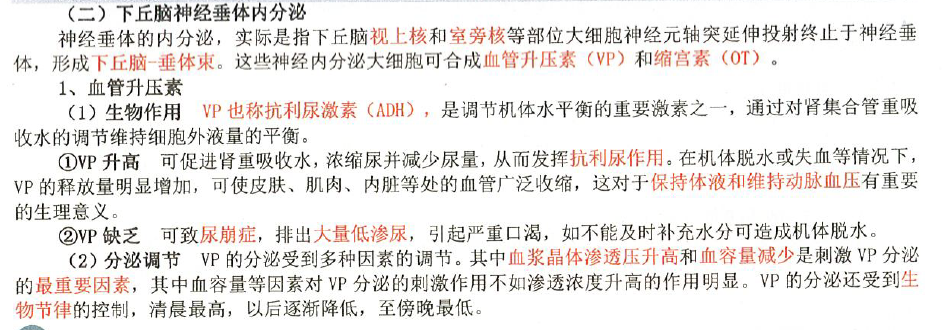 （二）下丘脑神经垂体内分泌
神经垂体的内分泌，实际是指下丘脑视上核和室旁核等部位大细胞神经元轴突延伸投射终止于神经垂
体，形成下丘脑-垂体束。这些神经内分泌大细胞可合成血管升压素（VP）和缩宫素（OT）。
1、血管升压素
（1）生物作用　VP 也称抗利尿激素（ADH），是调节机体水平衡的重要激素之一，通过对肾集合管重吸
收水的调节维持细胞外液量的平衡。
①VP 升高　可促进肾重吸收水，浓缩尿并减少尿量，从而发挥抗利尿作用。在机体脱水或失血等情况下，
VP 的释放量明显增加，可使皮肤、肌肉、内脏等处的血管广泛收缩，这对于保持体液和维持动脉血压有重要
的生理意义。
②VP 缺乏　可致尿崩症，排出大量低渗尿，引起严重口渴，如不能及时补充水分可造成机体脱水。
（2）分泌调节　VP 的分泌受到多种因素的调节。其中血浆晶体渗透压升高和血容量减少是刺激 VP 分泌
的最重要因素，其中血容量等因素对 VP 分泌的刺激作用不如渗透浓度升高的作用明显。VP 的分泌还受到生
物节律的控制，清晨最高，以后逐渐降低，至傍晚最低。